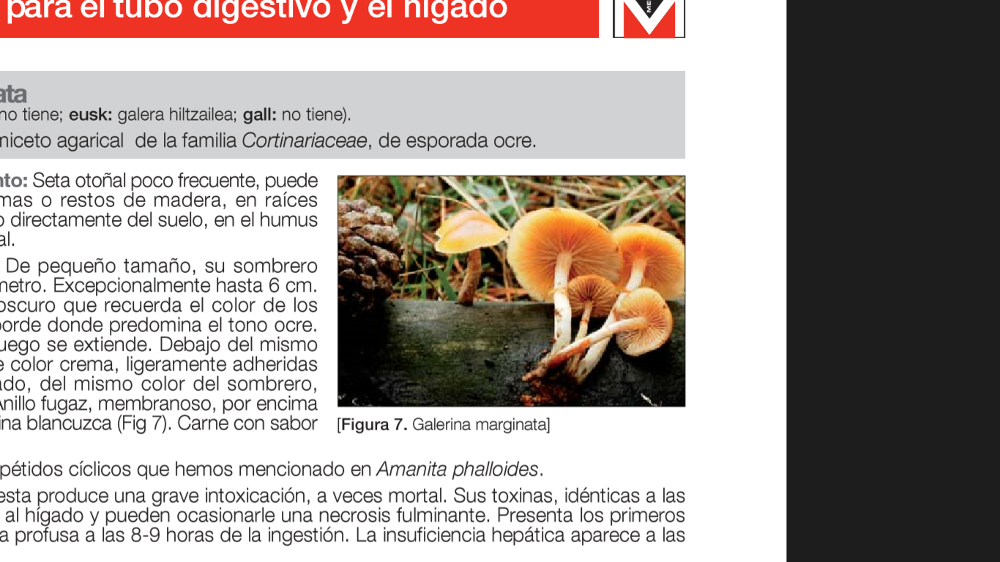 para el tubo digestivo y el hígado
ME
ata
no tiene; eusk: galera hiltzailea; gall: no tiene).
miceto agarical de la familia Cortinariaceae, de esporada ocre.
nto: Seta otoñal poco frecuente, puede
mas o restos de madera, en raíces
o directamente del suelo, en el humus
al.
De pequeño tamaño, su sombrero
metro. Excepcionalmente hasta 6 cm.
oscuro que recuerda el color de los
borde donde predomina el tono ocre.
uego se extiende. Debajo del mismo
e color crema, ligeramente adheridas
ado, del mismo color del sombrero,
Anillo fugaz, membranoso, por encima
ina blancuzca (Fig 7). Carne con sabor
[Figura 7. Galerina marginata]
pétidos cíclicos que hemos mencionado en Amanita phalloides.
esta produce una grave intoxicación, a veces mortal. Sus toxinas, idénticas a las
al hígado y pueden ocasionarle una necrosis fulminante. Presenta los primeros
a profusa a las 8-9 horas de la ingestión. La insuficiencia hepática aparece a las